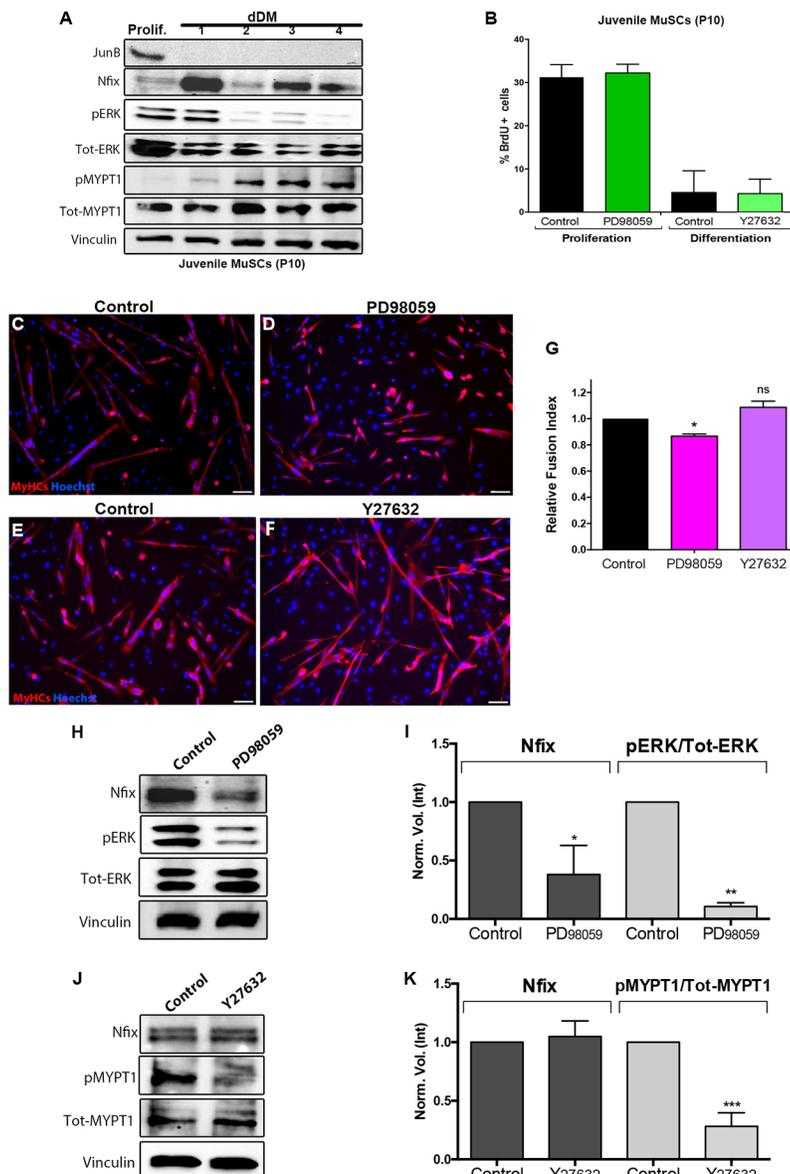 A
dDM
Prolif. 1 2 3 4
JunB
Nfix
pERK
Tot-ERK
pMYPT1
Tot-MYPT1
Vinculin
Juvenile MuSCs (P10)
B
Juvenile MuSCs (P10)
% BrdU + cells
40
30
20
10
0
Control PD98059 Control Y27632
Proliferation Differentiation
Control PD98059
C D
MyHCs Hoechst
Control Y27632
E F
MyHCs Hoechst
G
Relative Fusion Index
1.2
1.0
0.8
0.6
0.4
0.2
0.0
* ns
Control PD98059 Y27632
H
Control PD98059
Nfix
pERK
Tot-ERK
Vinculin
I
Nfix pERK/Tot-ERK
Norm. Vol. (Int)
1.5
1.0
0.5
0.0
* **
Control PD98059 Control PD98059
J
Control Y27632
Nfix
pMYPT1
Tot-MYPT1
Vinculin
K
Nfix pMYPT1/Tot-MYPT1
Norm. Vol. (Int)
1.5
1.0
0.5
0.0
***
Control Y27632 Control Y27632